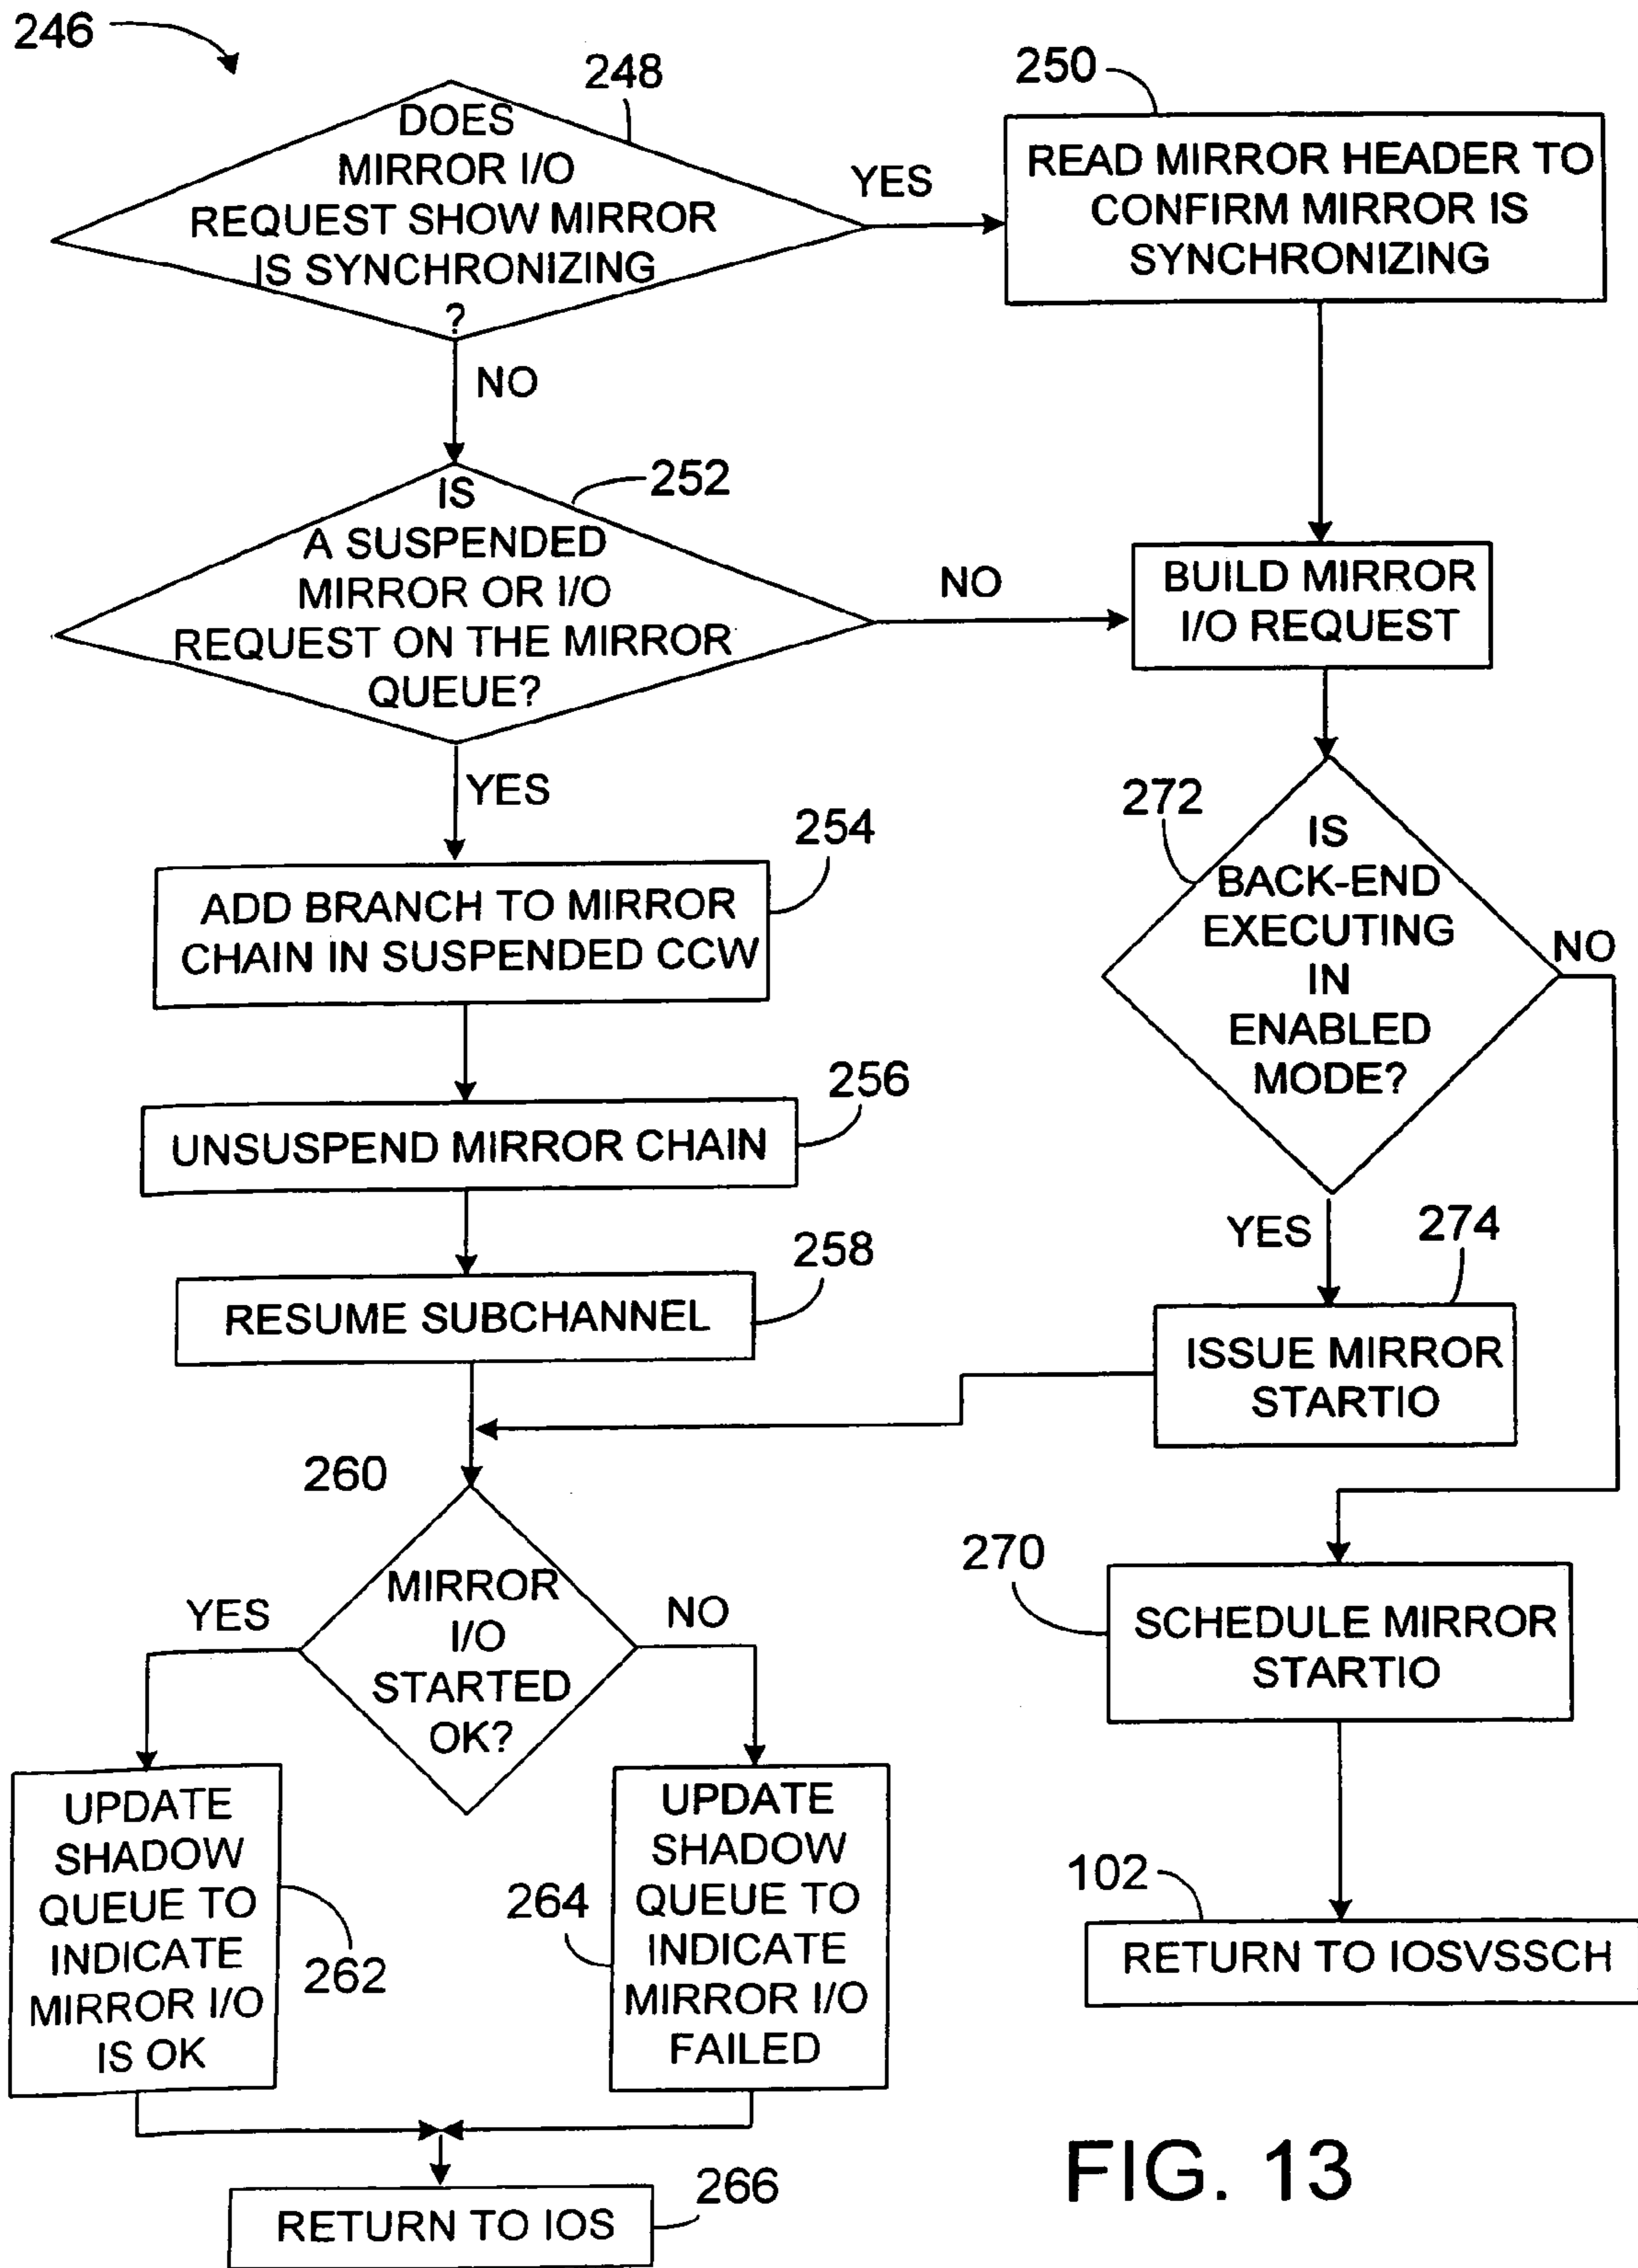 246
248
DOES
MIRROR I/O
REQUEST SHOW MIRROR
IS SYNCHRONIZING
?
YES
250
READ MIRROR HEADER TO
CONFIRM MIRROR IS
SYNCHRONIZING
NO
252
IS
A SUSPENDED
MIRROR OR I/O
REQUEST ON THE MIRROR
QUEUE?
NO
BUILD MIRROR
I/O REQUEST
YES
254
ADD BRANCH TO MIRROR
CHAIN IN SUSPENDED CCW
272
IS
BACK-END
EXECUTING
IN
ENABLED
MODE?
NO
256
UNSUSPEND MIRROR CHAIN
YES
274
258
RESUME SUBCHANNEL
ISSUE MIRROR
STARTIO
260
MIRROR
I/O
STARTED
OK?
YES
NO
270
SCHEDULE MIRROR
STARTIO
UPDATE
SHADOW
QUEUE TO
INDICATE
MIRROR I/O
IS OK
262
264
UPDATE
SHADOW
QUEUE TO
INDICATE
MIRROR I/O
FAILED
102
RETURN TO IOSVSSCH
266
RETURN TO IOS
FIG. 13